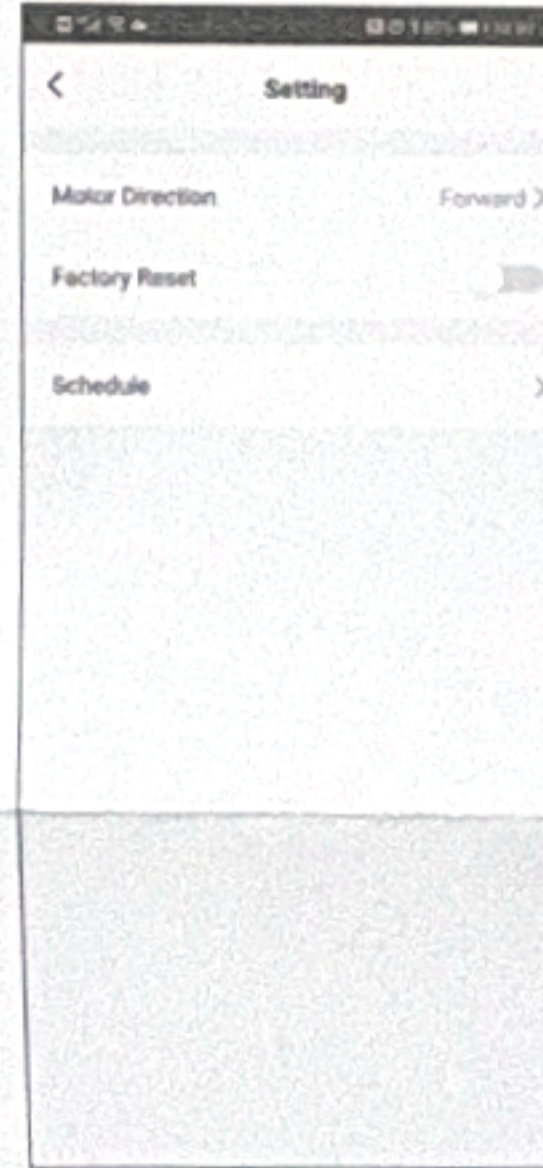 Setting
Motor Direction
Forward
Factory Reset
Schedule